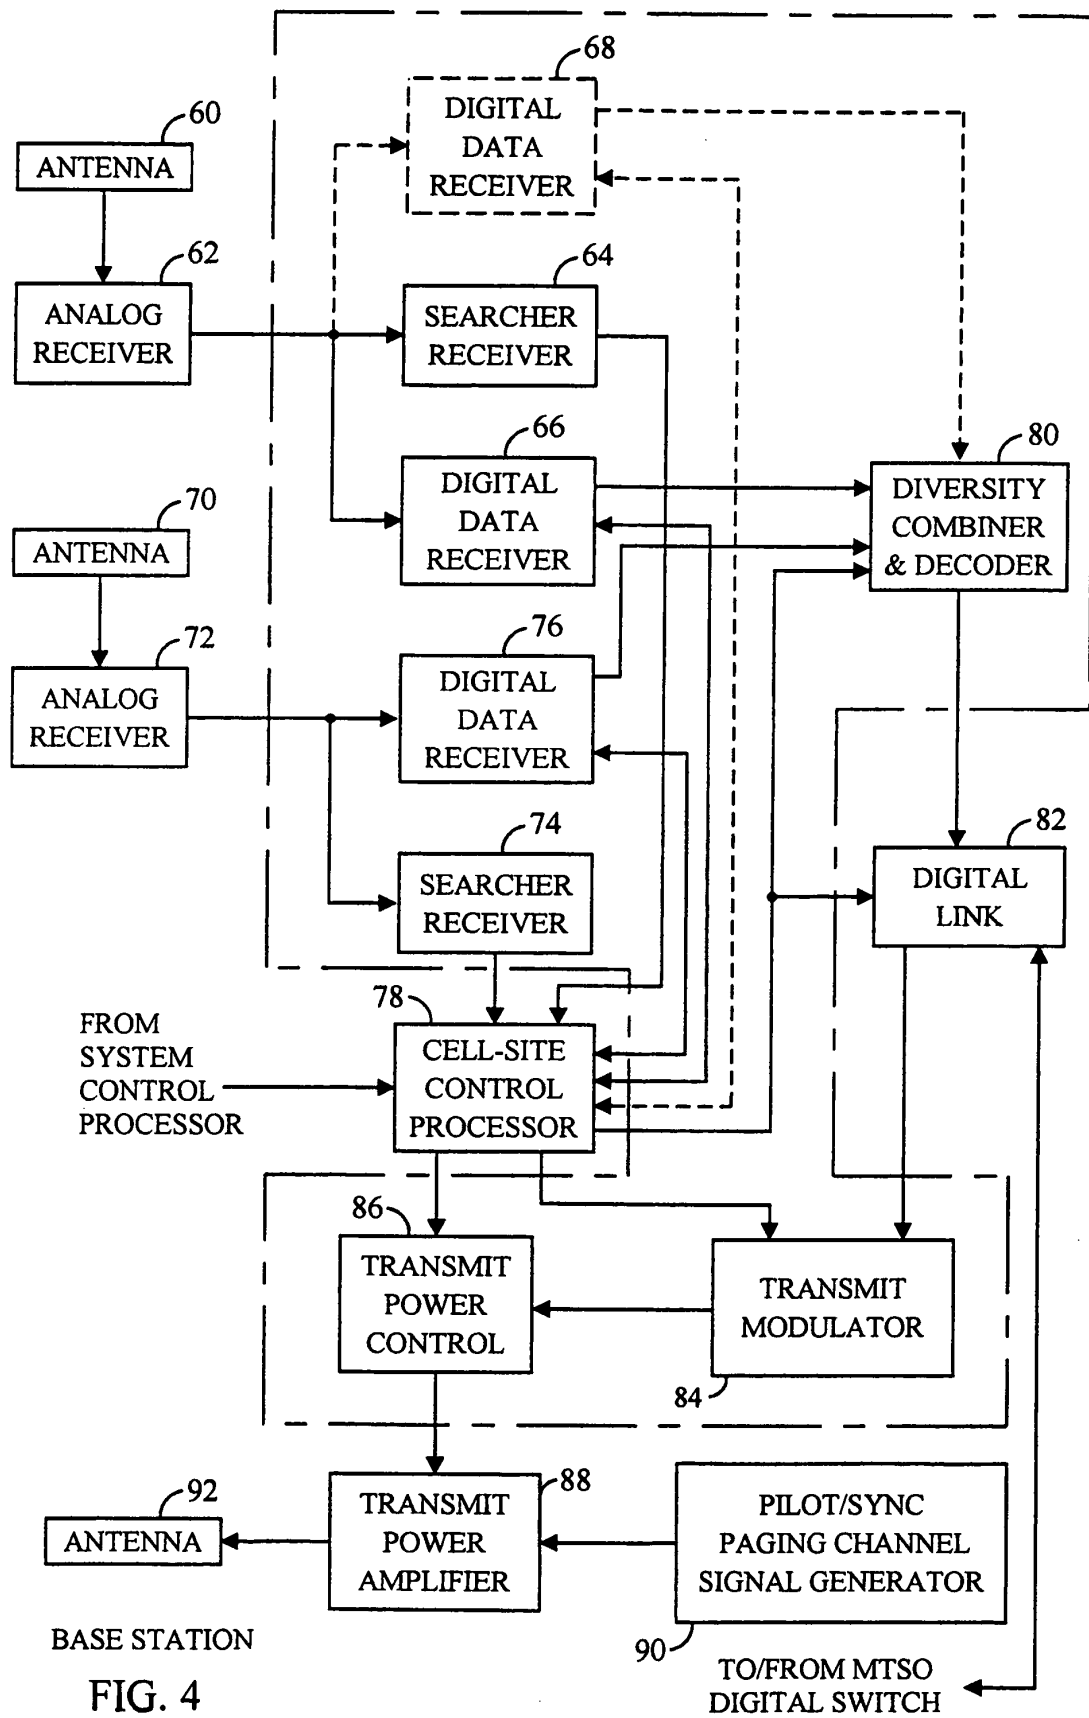 68
DIGITAL
DATA
RECEIVER
60
ANTENNA
62
ANALOG
RECEIVER
64
SEARCHER
RECEIVER
66
DIGITAL
DATA
RECEIVER
80
DIVERSITY
COMBINER
& DECODER
70
ANTENNA
72
ANALOG
RECEIVER
76
DIGITAL
DATA
RECEIVER
74
SEARCHER
RECEIVER
82
DIGITAL
LINK
78
CELL-SITE
CONTROL
PROCESSOR
FROM
SYSTEM
CONTROL
PROCESSOR
86
TRANSMIT
POWER
CONTROL
TRANSMIT
MODULATOR
84
88
TRANSMIT
POWER
AMPLIFIER
92
ANTENNA
PILOT/SYNC
PAGING CHANNEL
SIGNAL GENERATOR
90
BASE STATION
FIG. 4
TO/FROM MTSO
DIGITAL SWITCH